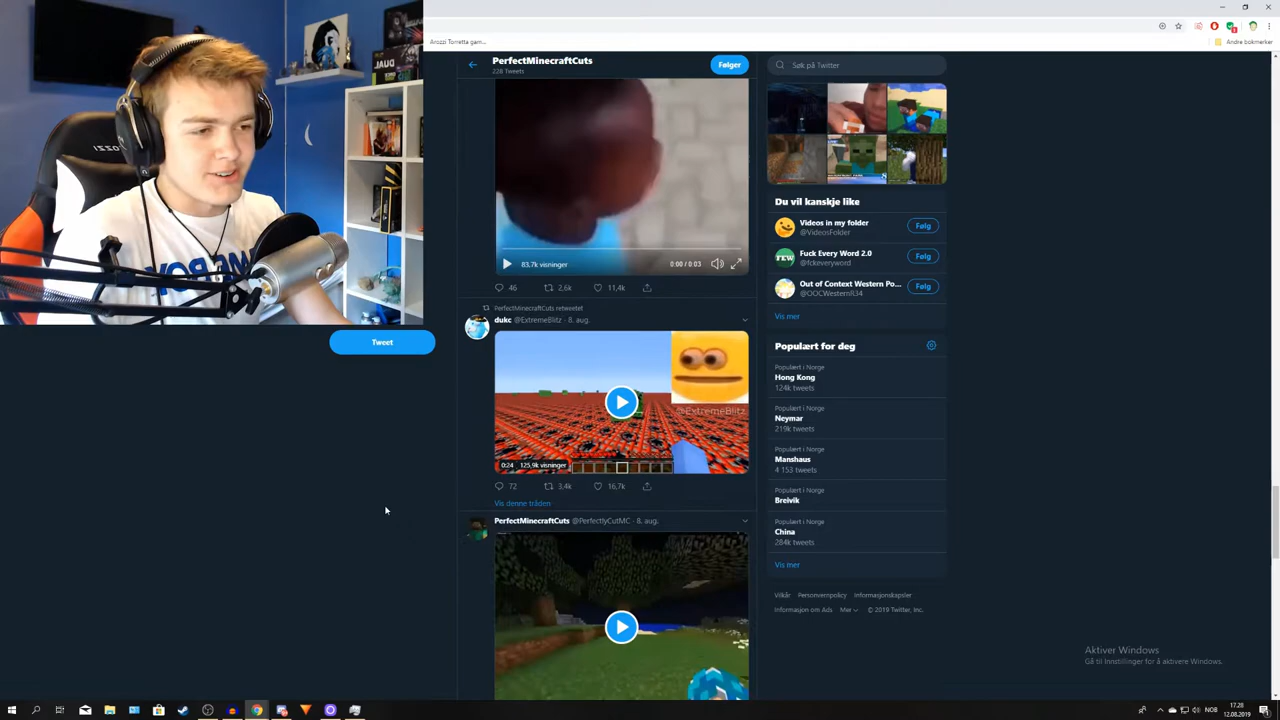 Arozzi Torretta gam...
Andre bokmerker
PerfectMinecraftCuts
228 Tweets
Følger
Søk på Twitter
83,7k visninger
0:00 / 0:03
46
2,6k
11,4k
PerfectMinecraftCuts retweetet
dukc @ExtremeBlitz · 8. aug.
@ExtremeBlitz
0:24
125,9k visninger
72
3,4k
16,7k
Vis denne tråden
PerfectMinecraftCuts @PerfectlyCutMC · 8. aug.
Tweet
Du vil kanskje like
Videos in my folder
@VideosFolder
Følg
FEW
Fuck Every Word 2.0
@fckeveryword
Følg
Out of Context Western Po...
@OOCWesternII34
Følg
Vis mer
Populært for deg
Populært i Norge
Hong Kong
124k tweets
Populært i Norge
Neymar
219k tweets
Populært i Norge
Manshaus
4 153 tweets
Populært i Norge
Breivik
Populært i Norge
China
284k tweets
Vis mer
Vilkår Personvernpolicy Informasjonskapsler
Informasjon om Ads Mer © 2019 Twitter, Inc.
Aktiver Windows
Gå til Innstillinger for å aktivere Windows.
NOB
17.28
12.08.2019